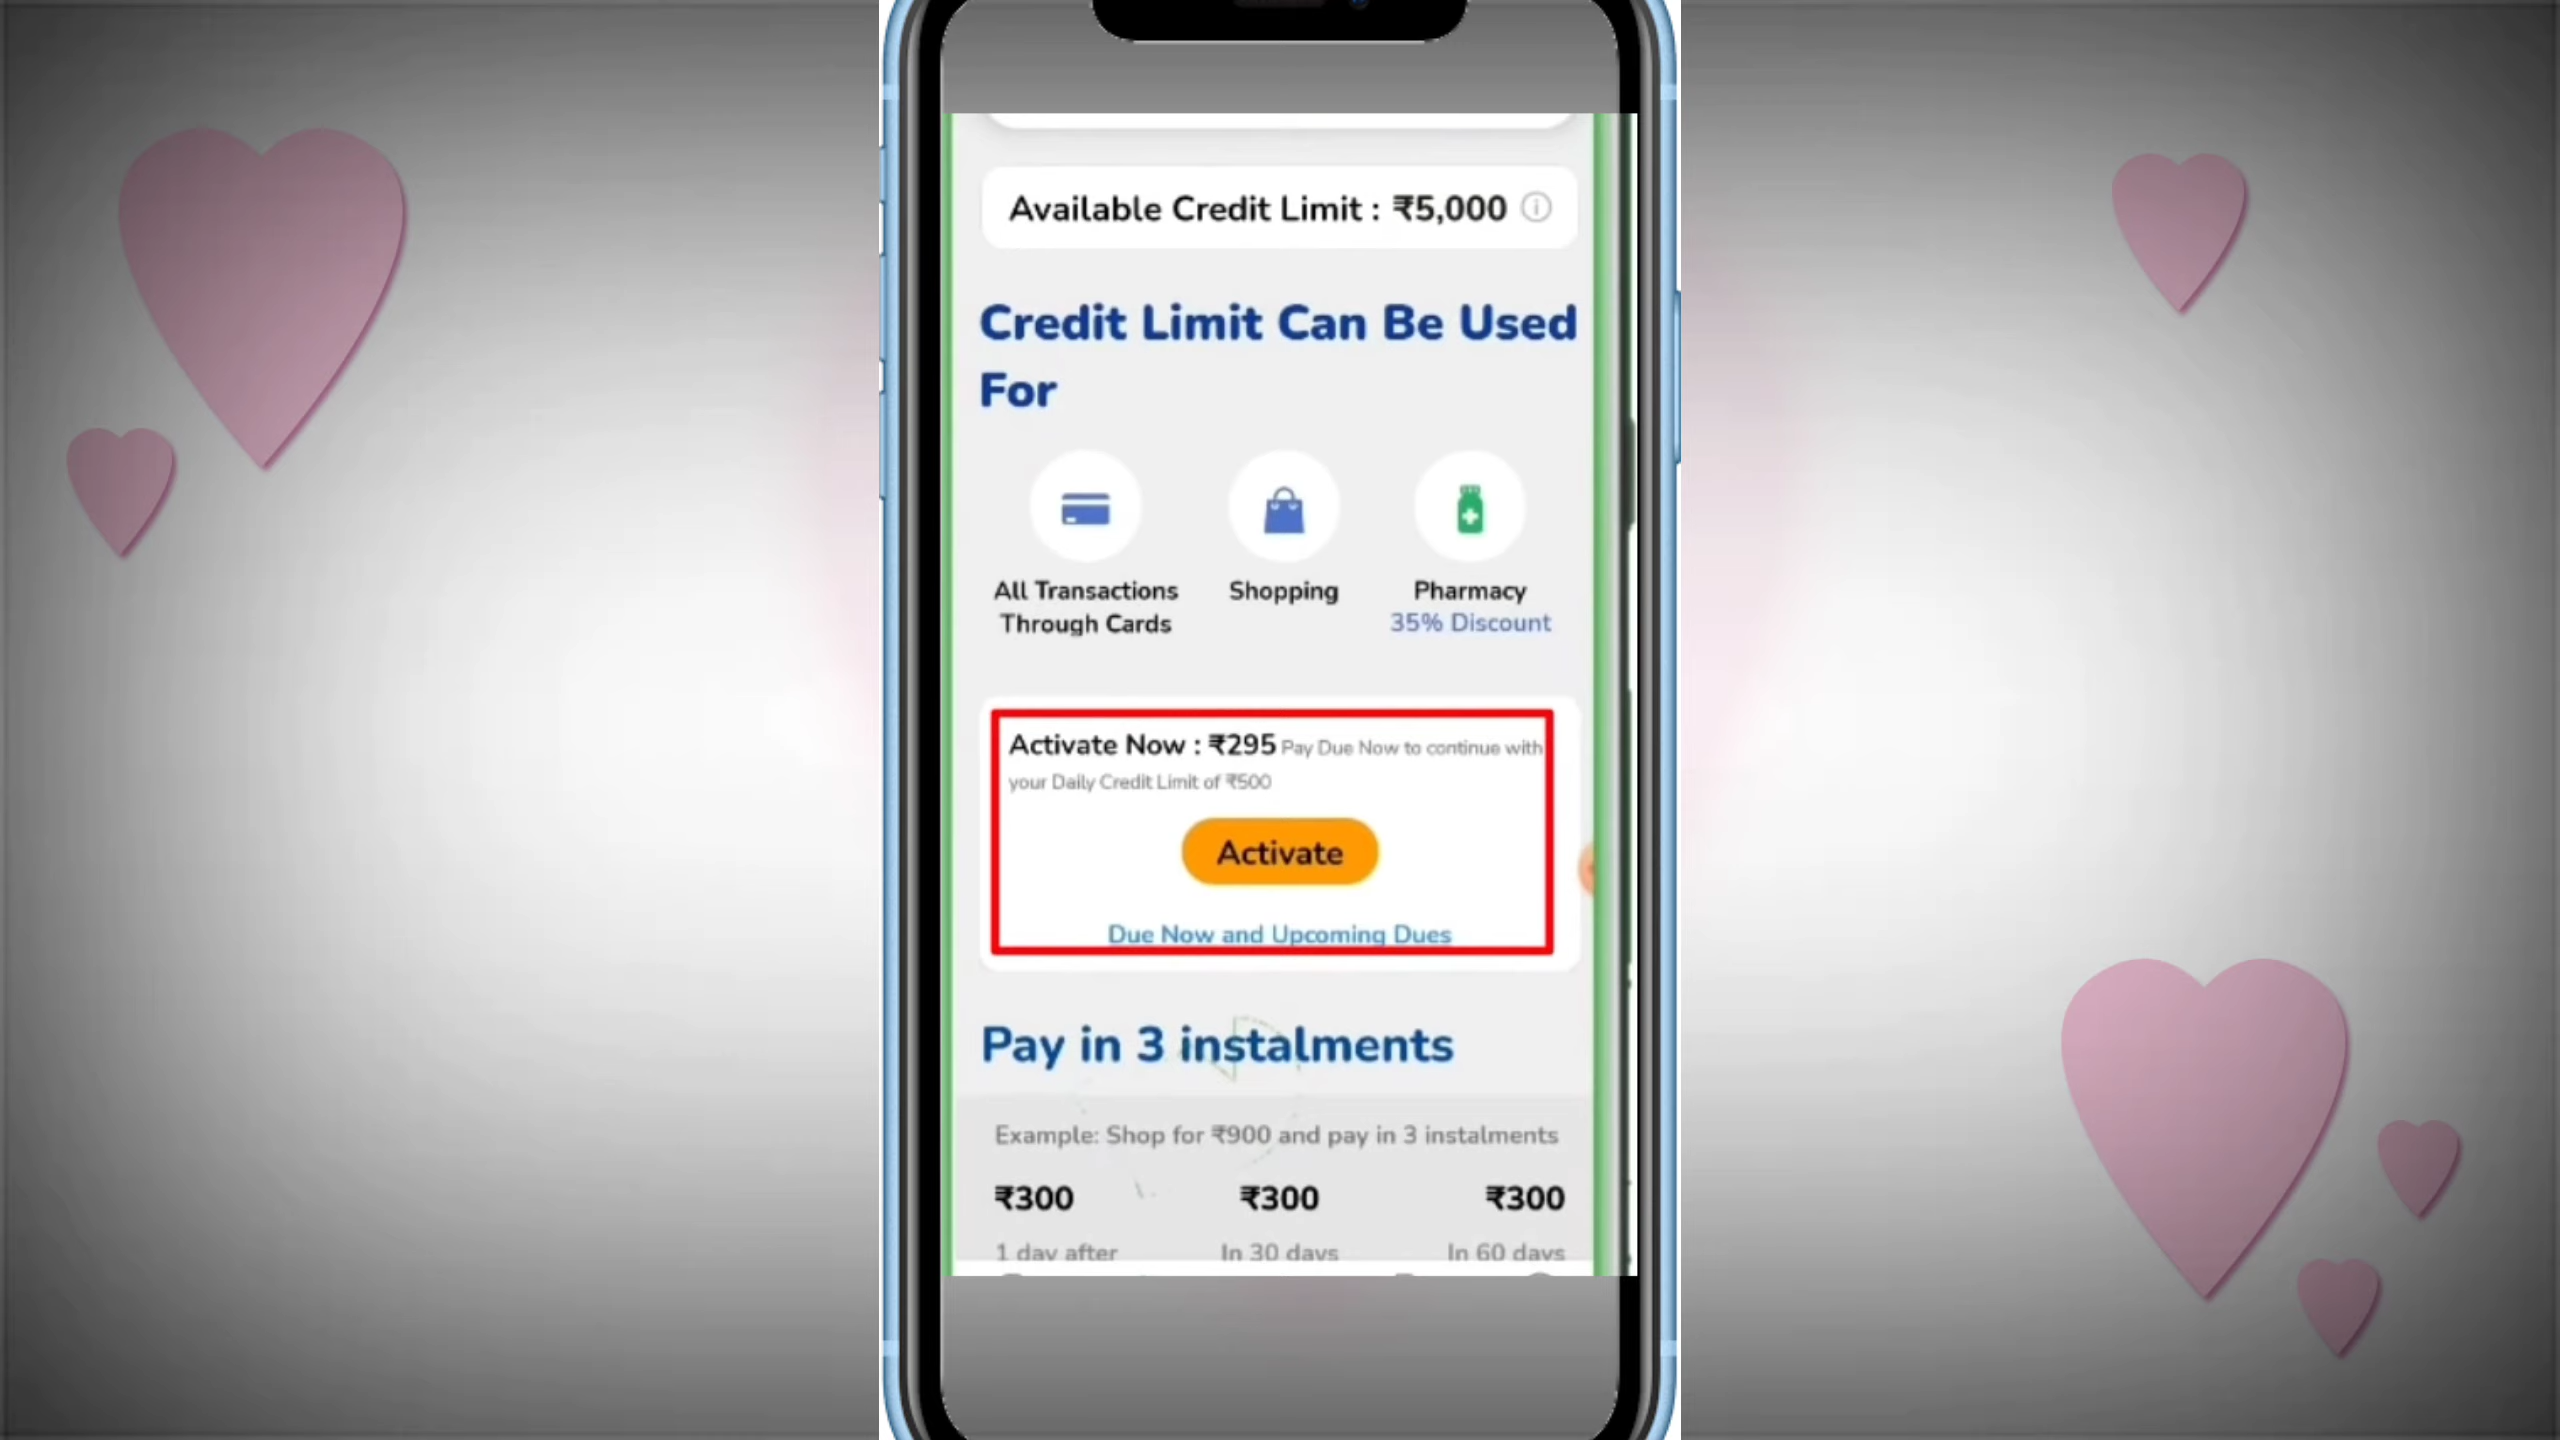 Available Credit Limit : ₹5,000
Credit Limit Can Be Used
For
All Transactions
Through Cards
Shopping
Pharmacy
35% Discount
Activate Now : ₹295 Pay Due Now to continue with
your Daily Credit Limit of ₹500
Activate
Due Now and Upcoming Dues
Pay in 3 instalments
Example: Shop for ₹900 and pay in 3 instalments
₹300 ₹300 ₹300
1 day after In 30 days In 60 days